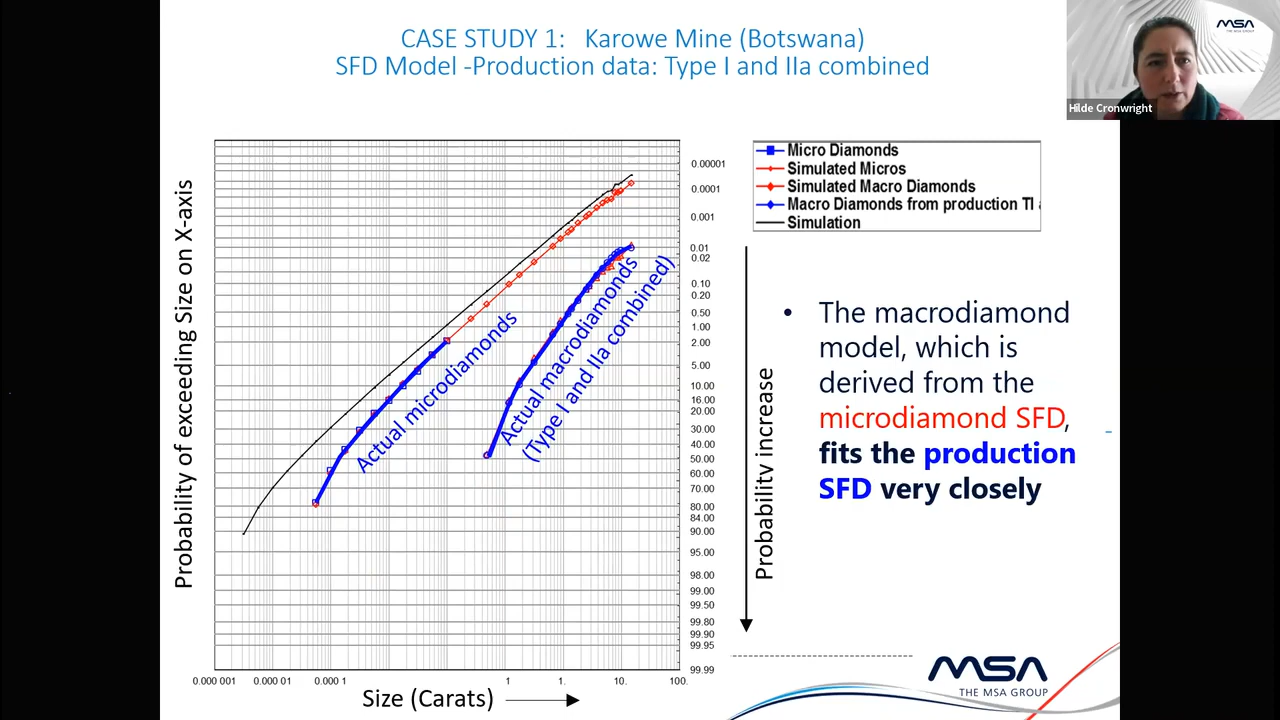 CASE STUDY 1: Karowe Mine (Botswana)
SFD Model -Production data: Type I and IIa combined
MSA
THE MSA GROUP
Hilde Cronwright
Probability of exceeding Size on X-axis
Actual microdiamonds
Actual macrodiamonds
(Type I and IIa combined)
0.00001
0.0001
0.001
0.01
0.02
0.10
0.20
0.50
1.00
2.00
5.00
10.00
16.00
20.00
30.00
40.00
50.00
60.00
70.00
80.00
84.00
90.00
95.00
98.00
99.00
99.50
99.80
99.90
99.95
99.99
0.000 001
0.000 01
0.000 1
1
1.
10.
100.
Size (Carats)
Micro Diamonds
Simulated Micros
Simulated Macro Diamonds
Macro Diamonds from production TI
Simulation
Probability increase
• The macrodiamond
model, which is
derived from the
microdiamond SFD,
fits the production
SFD very closely
MSA
THE MSA GROUP